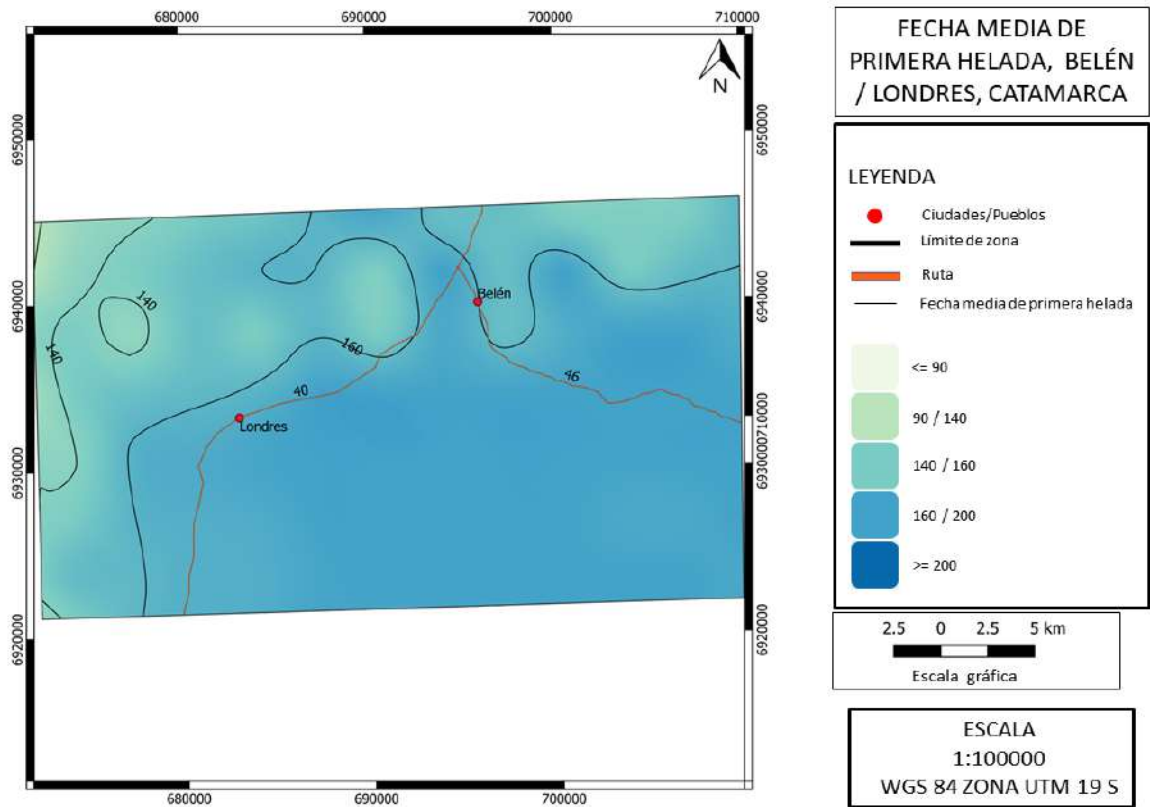 680000
690000
700000
710000
6950000
6940000
6930000
6920000
6950000
6940000
710000
6930000
6920000
680000
690000
700000
N
140
140
160
40
46
Belén
Londres
FECHA MEDIA DE
PRIMERA HELADA, BELÉN
/ LONDRES, CATAMARCA
LEYENDA
Ciudades/Pueblos
Límite de zona
Ruta
Fecha media de primera helada
<= 90
90 / 140
140 / 160
160 / 200
>= 200
2.5 0 2.5 5 km
Escala gráfica
ESCALA
1:100000
WGS 84 ZONA UTM 19 S